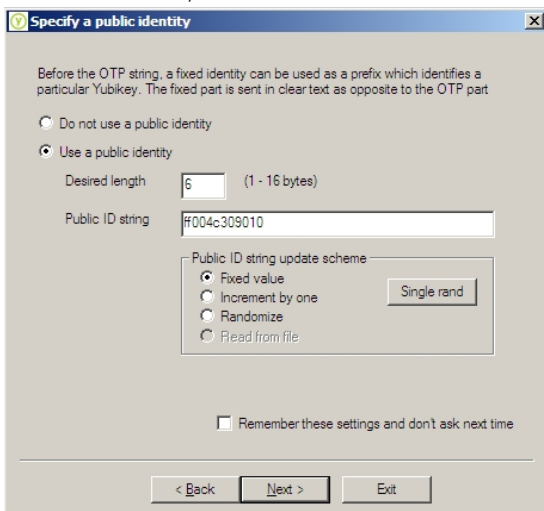 Specify a public identity
Before the OTP string, a fixed identity can be used as a prefix which identifies a
particular Yubikey. The fixed part is sent in clear text as opposite to the OTP part
Do not use a public identity
Use a public identity
Desired length 6 (1 - 16 bytes)
Public ID string ff004c309010
Public ID string update scheme
Fixed value
Increment by one
Single rand
Randomize
Read from file
Remember these settings and don't ask next time
< Back Next > Exit